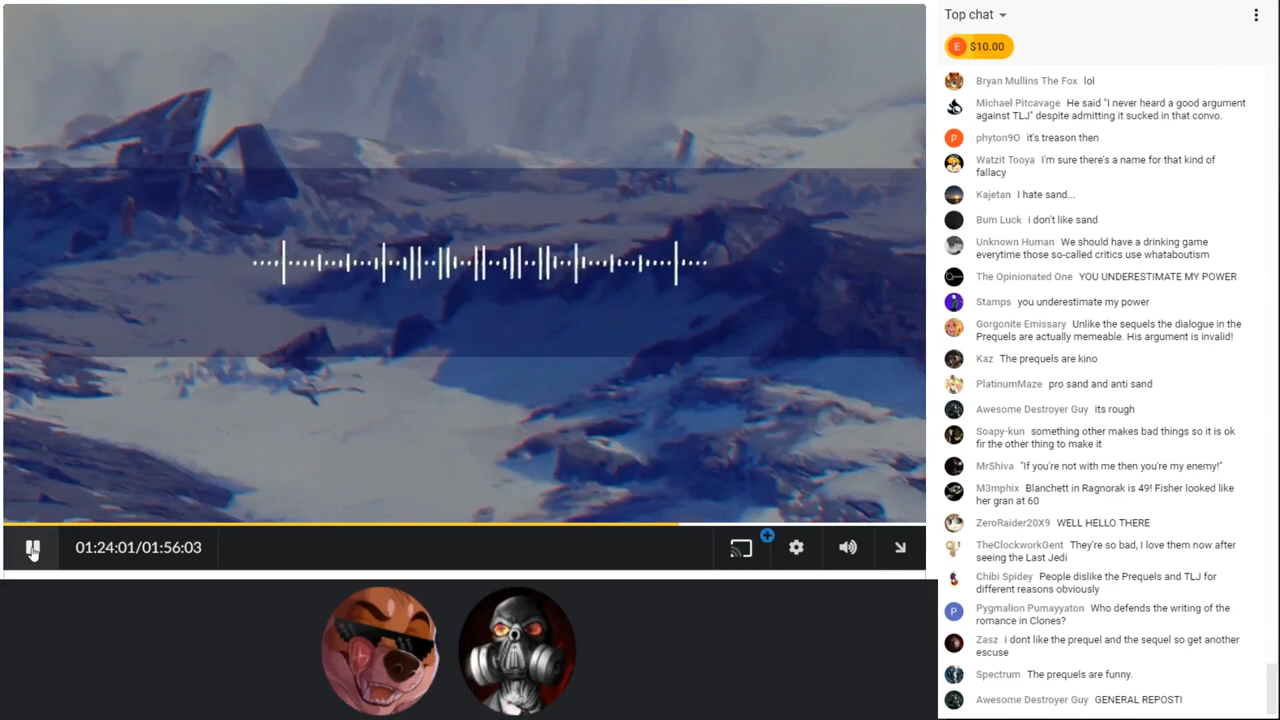 Top chat
E $10.00
Bryan Mullins The Fox lol
Michael Pitcavage He said "I never heard a good argument
against TLJ" despite admitting it sucked in that convo.
P phyton9O it's treason then
Watzit Tooya I'm sure there's a name for that kind of
fallacy
Kajetan I hate sand...
Bum Luck i don't like sand
Unknown Human We should have a drinking game
everytime those so-called critics use whataboutism
The Opinionated One YOU UNDERESTIMATE MY POWER
Stamps you underestimate my power
Gorgonite Emissary Unlike the sequels the dialogue in the
Prequels are actually memeable. His argument is invalid!
Kaz The prequels are kino
PlatinumMaze pro sand and anti sand
Awesome Destroyer Guy its rough
Soapy-kun something other makes bad things so it is ok
fir the other thing to make it
MrShiva "If you're not with me then you're my enemy!"
M3mphix Blanchett in Ragnorak is 49! Fisher looked like
her gran at 60
ZeroRaider20X9 WELL HELLO THERE
TheClockworkGent They're so bad, I love them now after
seeing the Last Jedi
Chibi Spidey People dislike the Prequels and TLJ for
different reasons obviously
P Pygmalion Pumayyaton Who defends the writing of the
romance in Clones?
Zasz i dont like the prequel and the sequel so get another
escuse
Spectrum The prequels are funny.
Awesome Destroyer Guy GENERAL REPOSTI
01:24:01/01:56:03